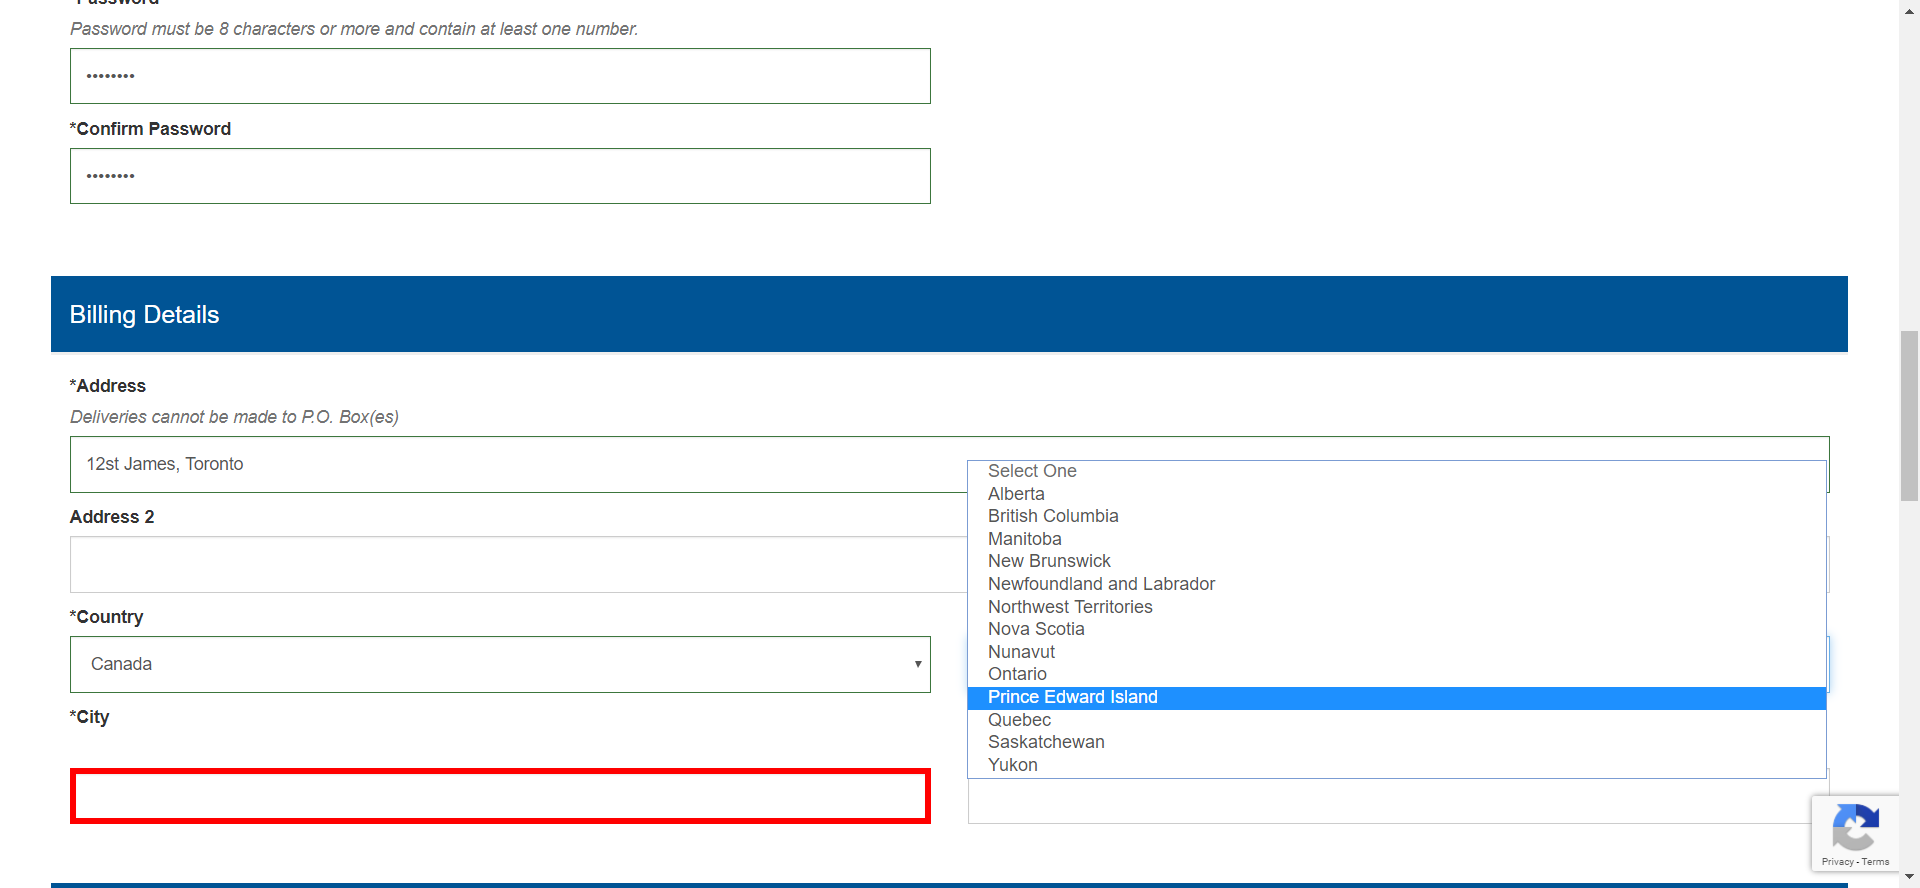 *Password
Password must be 8 characters or more and contain at least one number.
••••••••
*Confirm Password
••••••••
Billing Details
*Address
Deliveries cannot be made to P.O. Box(es)
12st James, Toronto
Address 2
*Country
Canada
*City
Select One
Alberta
British Columbia
Manitoba
New Brunswick
Newfoundland and Labrador
Northwest Territories
Nova Scotia
Nunavut
Ontario
Prince Edward Island
Quebec
Saskatchewan
Yukon
Privacy - Terms